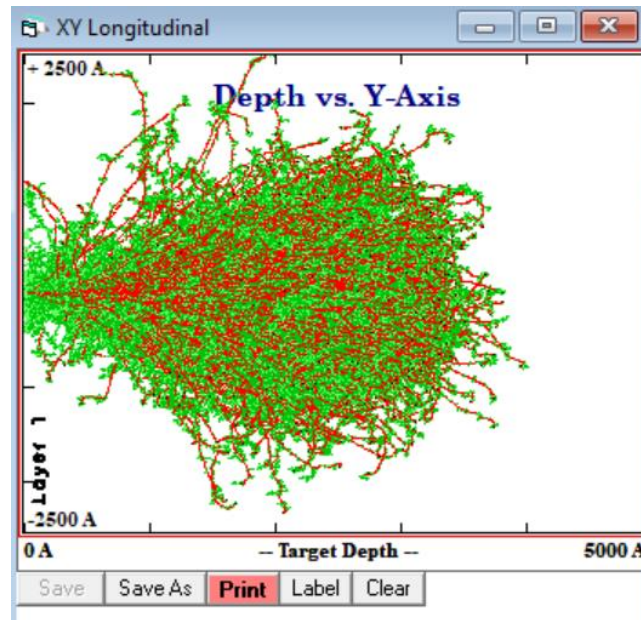 XY Longitudinal
+ 2500 A
Depth vs. Y-Axis
Layer 1
-2500 A
0 A -- Target Depth -- 5000 A
Save Save As Print Label Clear